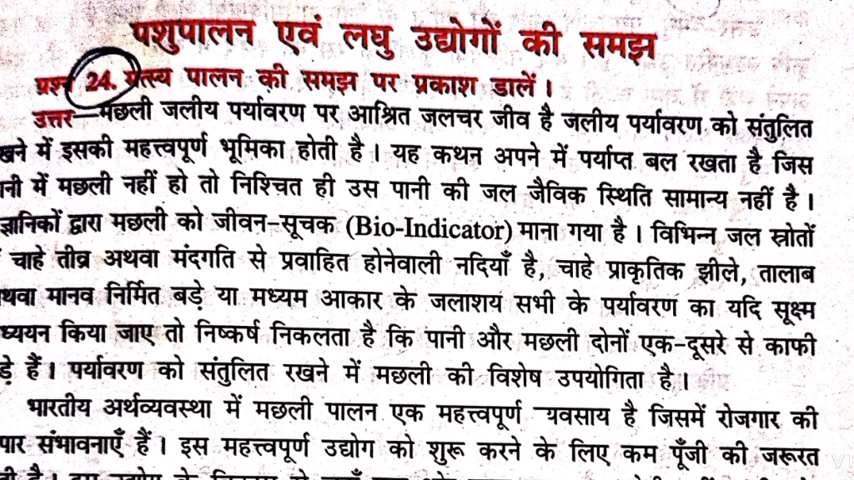 पशुपालन एवं लघु उद्योगों की समझ
प्रश्न 24. मत्स्य पालन की समझ पर प्रकाश डालें।
उत्तर—मछली जलीय पर्यावरण पर आश्रित जलचर जीव है जलीय पर्यावरण को संतुलित
खने में इसकी महत्त्वपूर्ण भूमिका होती है। यह कथन अपने में पर्याप्त बल रखता है जिस
नी में मछली नहीं हो तो निश्चित ही उस पानी की जल जैविक स्थिति सामान्य नहीं है।
ज्ञानिकों द्वारा मछली को जीवन-सूचक (Bio-Indicator) माना गया है। विभिन्न जल स्रोतों
चाहे तीव्र अथवा मंदगति से प्रवाहित होनेवाली नदियाँ है, चाहे प्राकृतिक झीले, तालाब
थवा मानव निर्मित बड़े या मध्यम आकार के जलाशय सभी के पर्यावरण का यदि सूक्ष्म
ध्ययन किया जाए तो निष्कर्ष निकलता है कि पानी और मछली दोनों एक-दूसरे से काफी
ड़े हैं। पर्यावरण को संतुलित रखने में मछली की विशेष उपयोगिता है।
भारतीय अर्थव्यवस्था में मछली पालन एक महत्त्वपूर्ण यवसाय है जिसमें रोजगार की
पार संभावनाएँ हैं। इस महत्त्वपूर्ण उद्योग को शुरू करने के लिए कम पूँजी की जरूरत